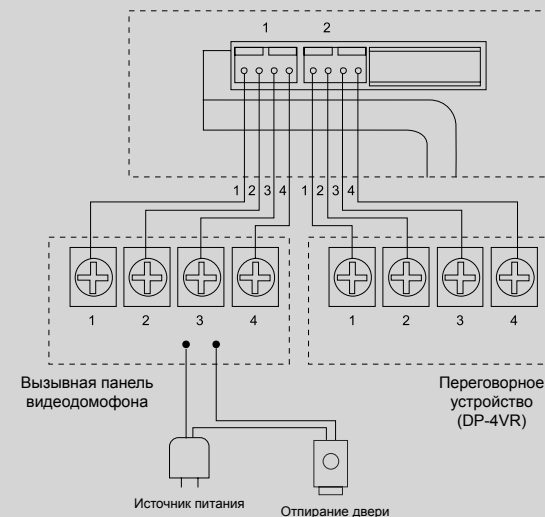 1 2
1 2 3 4 1 2 3 4
1 2 3 4 1 2 3 4
Вызывная панель
видеодомофона
Переговорное
устройство
(DP-4VR)
Источник питания
Отпирание двери